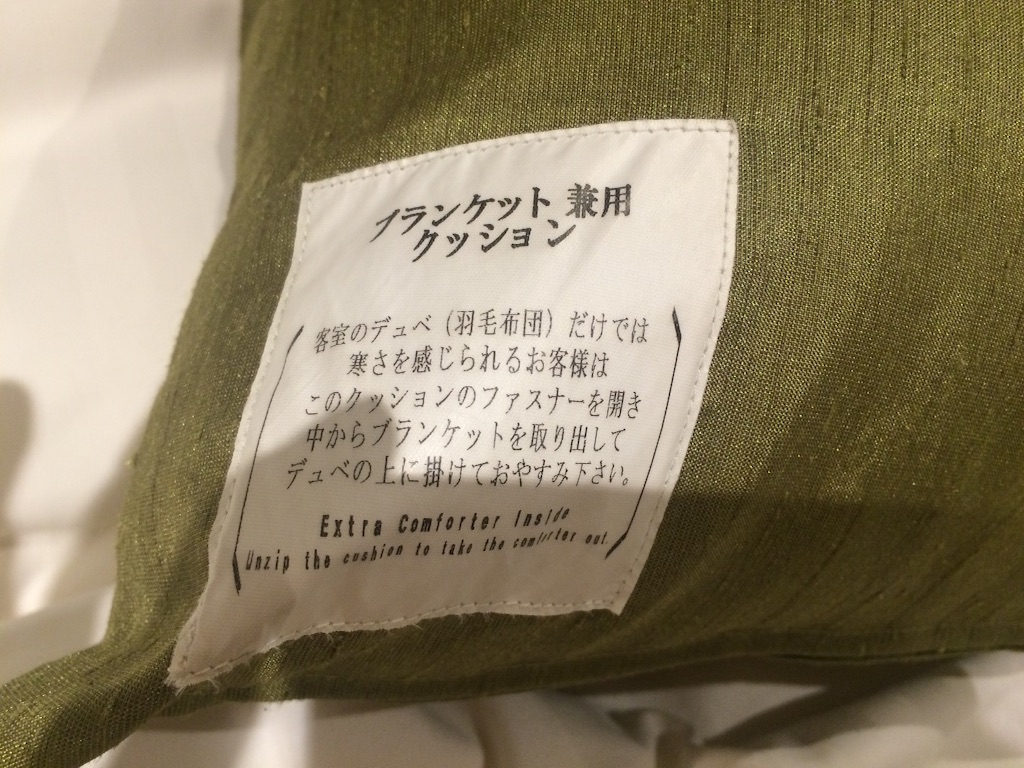 ブランケット 兼用
クッション
客室のデュベ（羽毛布団）だけでは
寒さを感じられるお客様は
このクッションのファスナーを開き
中からブランケットを取り出して
デュベの上に掛けておやすみ下さい。
Extra Comforter Inside
Unzip the cushion to take the comforter out.